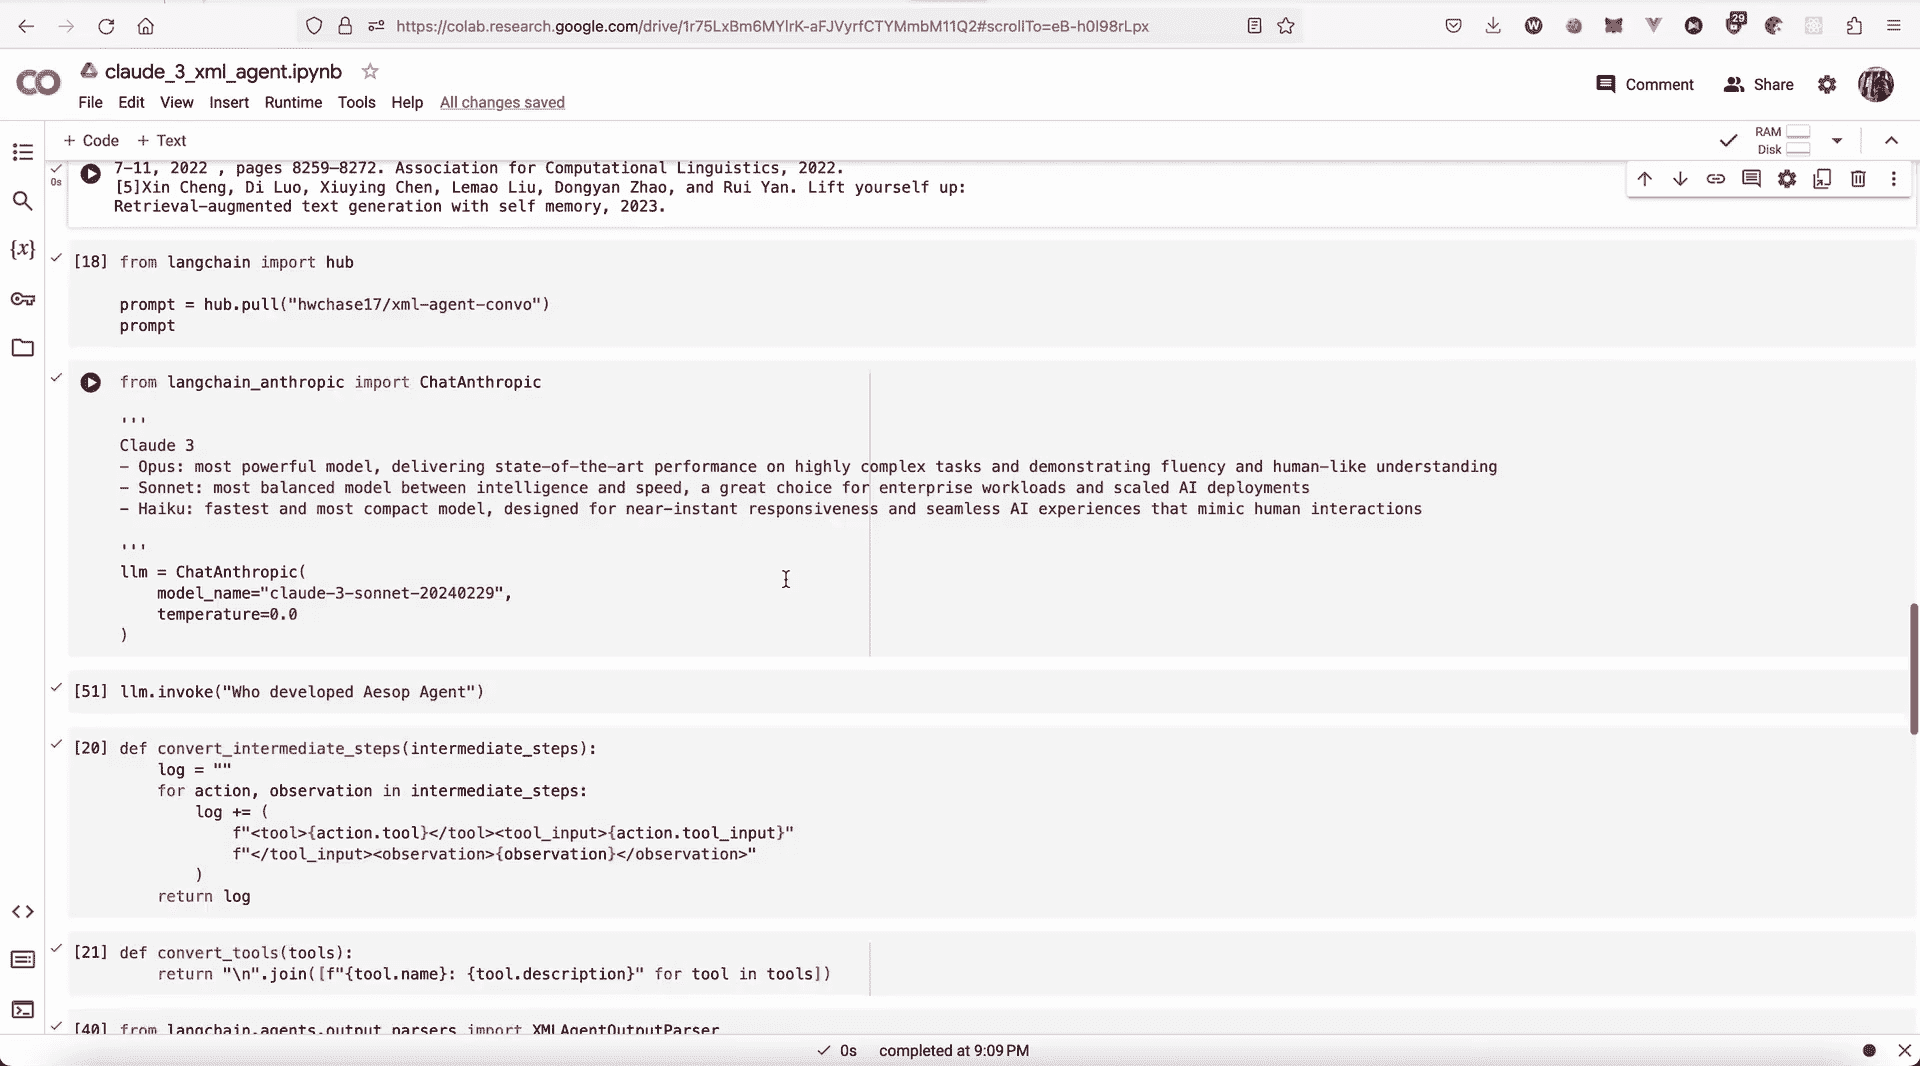 https://colab.research.google.com/drive/1r75LxBm6MYlrK-aFJVyrfCTYMmbM11Q2#scrollTo=eB-h0l98rLpx
29
claude_3_xml_agent.ipynb
File Edit View Insert Runtime Tools Help All changes saved
Comment
Share
+ Code + Text
RAM
Disk
0s
7-11, 2022 , pages 8259-8272. Association for Computational Linguistics, 2022.
[5]Xin Cheng, Di Luo, Xiuying Chen, Lemao Liu, Dongyan Zhao, and Rui Yan. Lift yourself up:
Retrieval-augmented text generation with self memory, 2023.
[18] from langchain import hub
prompt = hub.pull("hwchase17/xml-agent-convo")
prompt
from langchain_anthropic import ChatAnthropic
'''
Claude 3
- Opus: most powerful model, delivering state-of-the-art performance on highly complex tasks and demonstrating fluency and human-like understanding
- Sonnet: most balanced model between intelligence and speed, a great choice for enterprise workloads and scaled AI deployments
- Haiku: fastest and most compact model, designed for near-instant responsiveness and seamless AI experiences that mimic human interactions
'''
llm = ChatAnthropic(
model_name="claude-3-sonnet-20240229",
temperature=0.0
)
[51] llm.invoke("Who developed Aesop Agent")
[20] def convert_intermediate_steps(intermediate_steps):
log = ""
for action, observation in intermediate_steps:
log += (
f"<tool>{action.tool}</tool><tool_input>{action.tool_input}"
f"</tool_input><observation>{observation}</observation>"
)
return log
[21] def convert_tools(tools):
return "\n".join([f"{tool.name}: {tool.description}" for tool in tools])
[40] from langchain.agents.output_parsers import XMLAgentOutputParser
0s completed at 9:09 PM